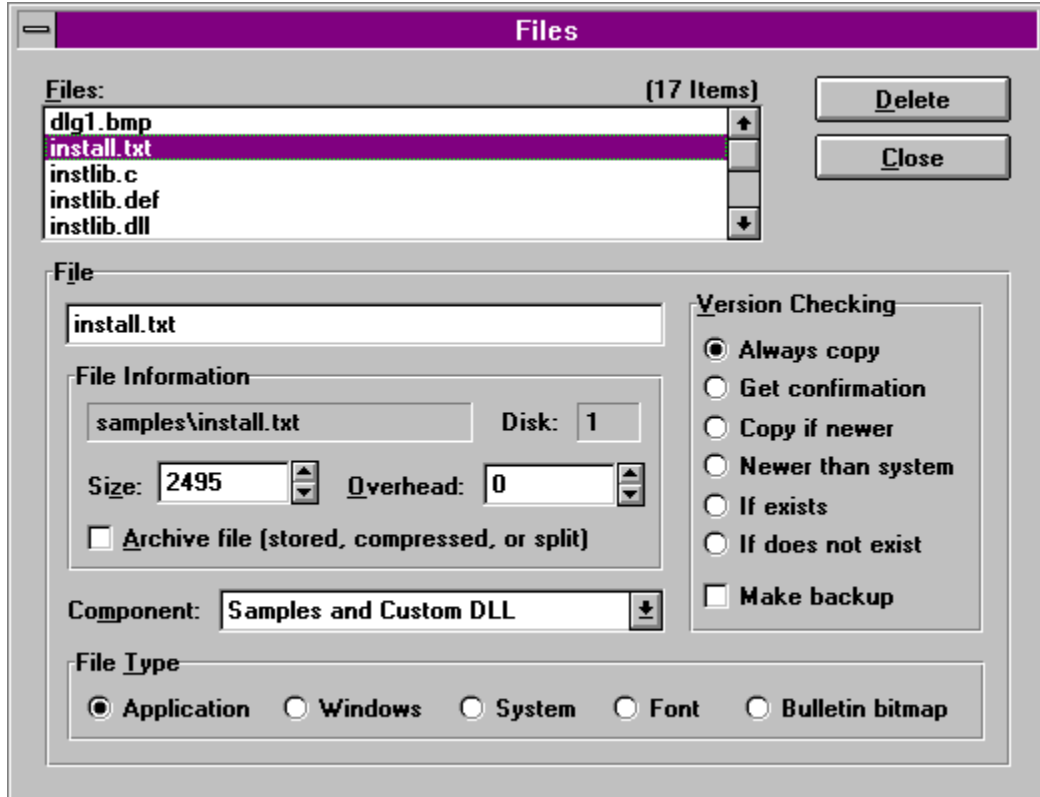 Files
Files: (17 Items)
Delete
dlg1.bmp
install.txt
instlib.c
Close
instlib.def
instlib.dll
File
install.txt
Version Checking
Always copy
Get confirmation
Copy if newer
Newer than system
If exists
If does not exist
Make backup
File Information
samples\install.txt Disk: 1
Size: 2495 Overhead: 0
Archive file (stored, compressed, or split)
Component: Samples and Custom DLL
File Type
Application Windows System Font Bulletin bitmap